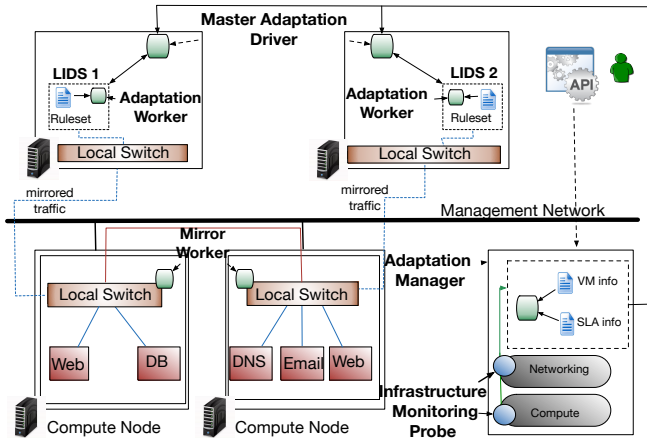 Master Adaptation
Driver
LIDS 1
Ruleset
Adaptation
Worker
Local Switch
mirrored
traffic
LIDS 2
Ruleset
Adaptation
Worker
Local Switch
mirrored
traffic
API
Management Network
Mirror
Worker
Local Switch
Web
DB
Compute Node
Local Switch
DNS
Email
Web
Compute Node
Adaptation
Manager
VM info
SLA info
Networking
Compute
Infrastructure
Monitoring
Probe